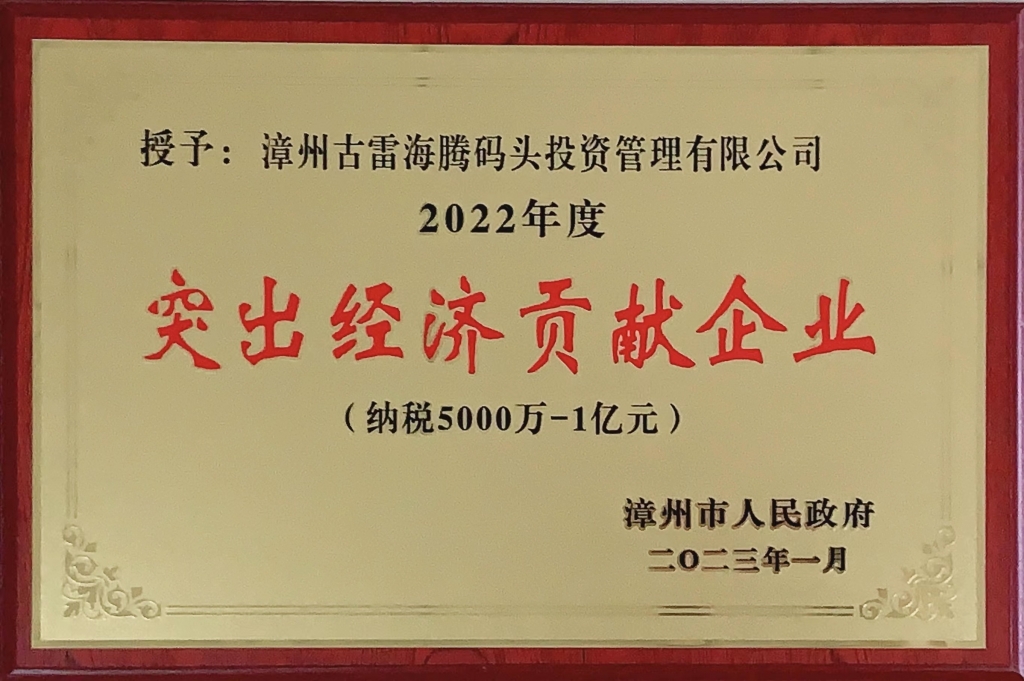 授予：漳州古雷海腾码头投资管理有限公司
2022年度
突出经济贡献企业
（纳税5000万-1亿元）
漳州市人民政府
二〇二三年一月